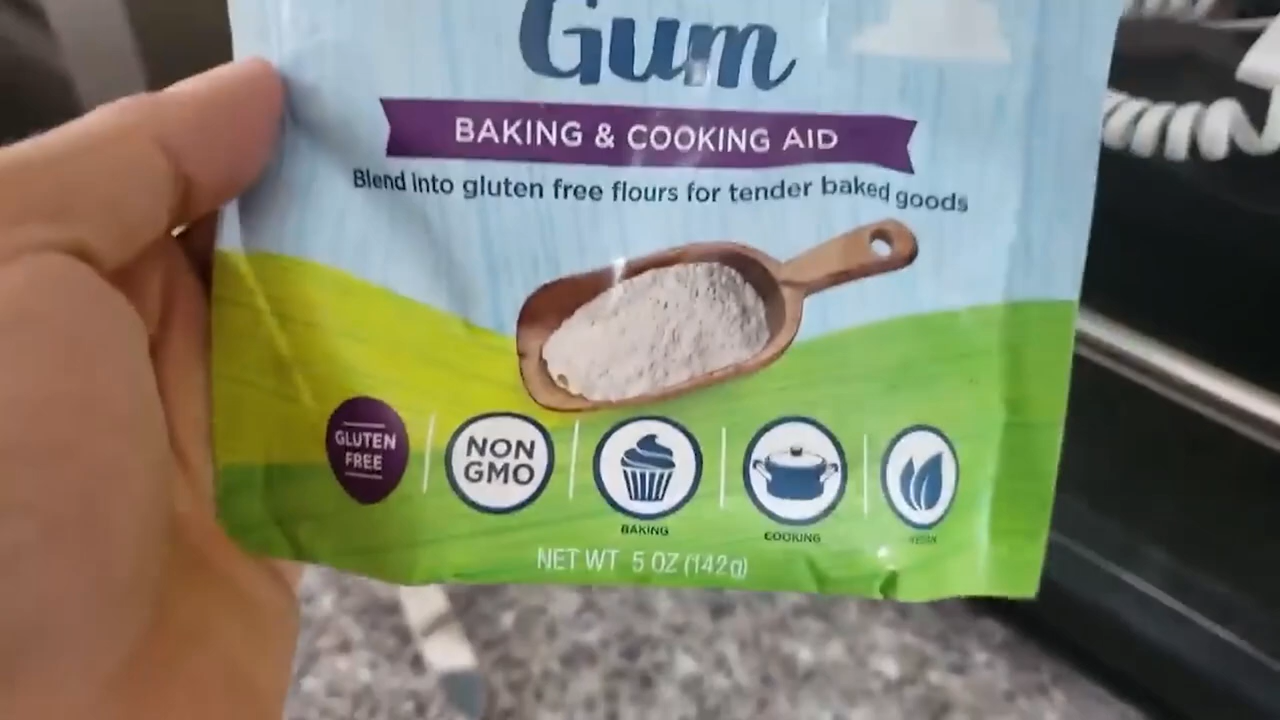 Gum
BAKING & COOKING AID
Blend into gluten free flours for tender baked goods
GLUTEN
FREE
NON
GMO
BAKING
COOKING
VEGAN
NET WT 5 OZ (142g)